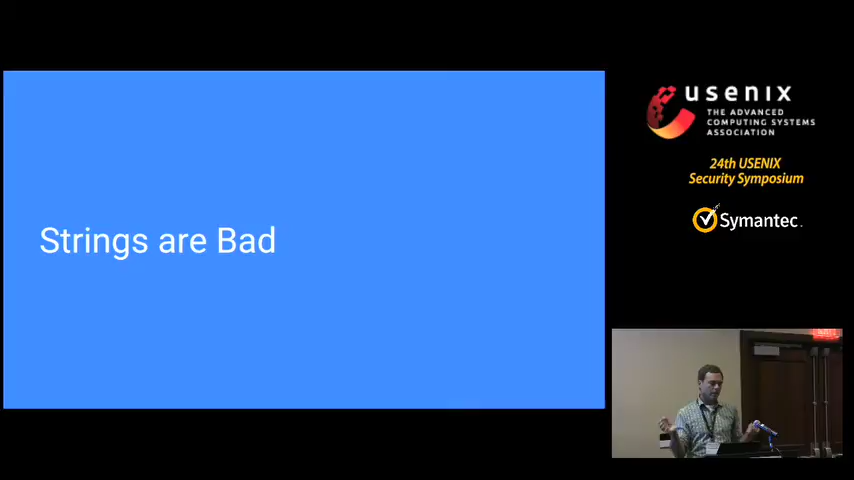 Strings are Bad
usenix
THE ADVANCED
COMPUTING SYSTEMS
ASSOCIATION
24th USENIX
Security Symposium
Symantec.